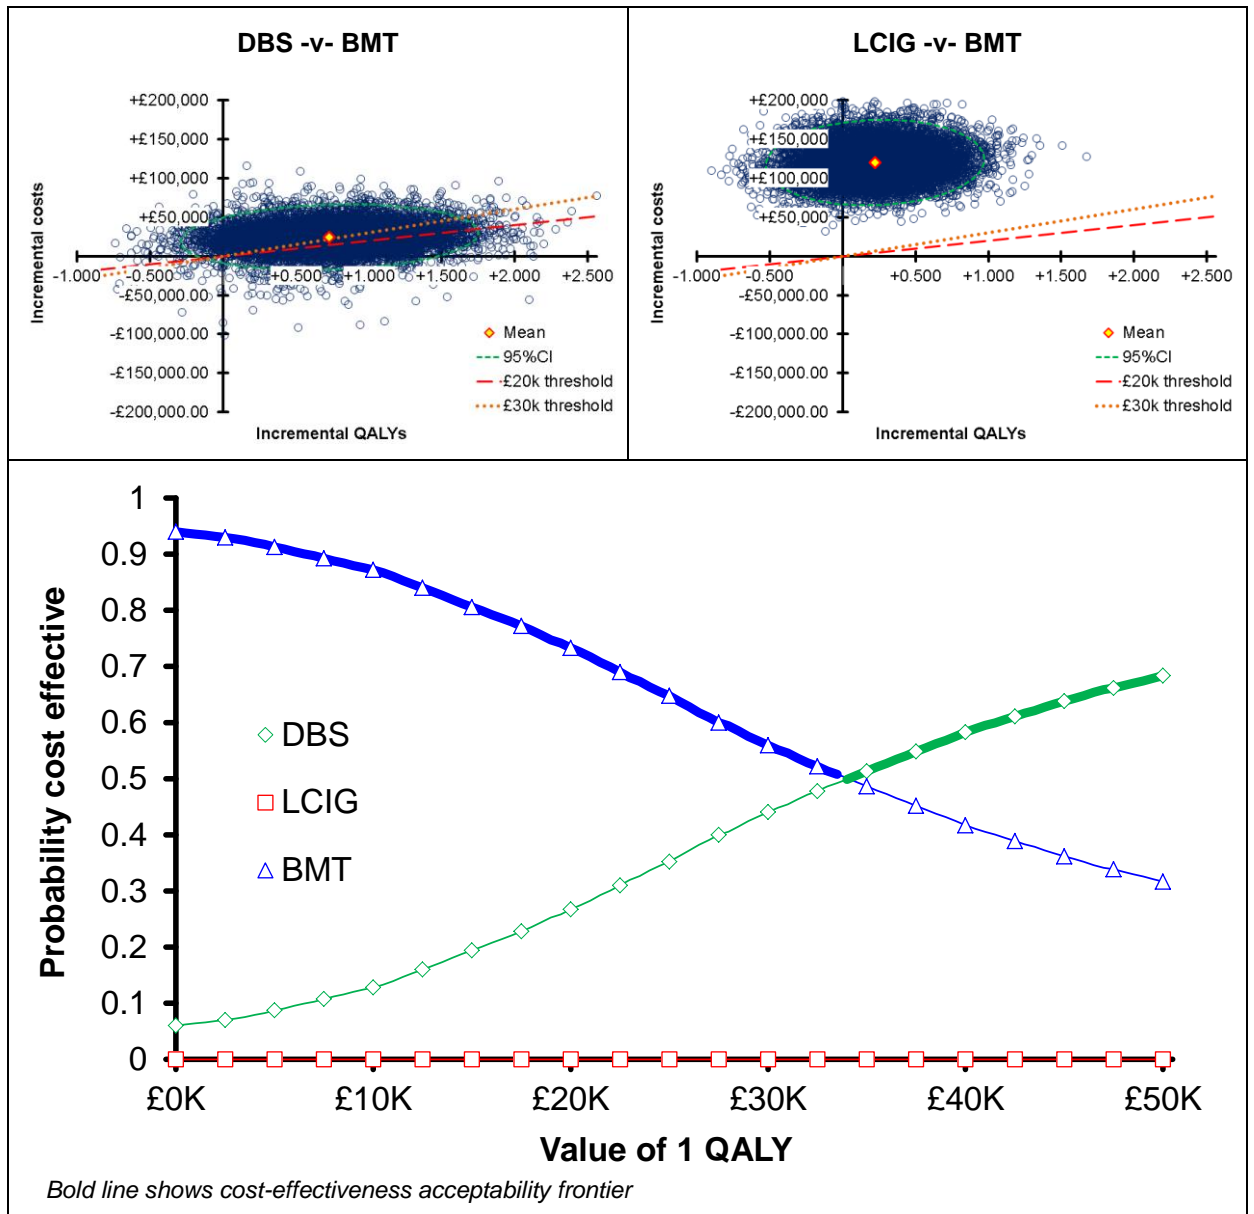 DBS -v- BMT
+£200,000
+£150,000
+£100,000
+£50,000
-1.000 -0.500 +0.500 +1.000 +1.500 +2.000 +2.500
-£50,000.00
-£100,000.00
-£150,000.00
-£200,000.00
Incremental costs
Incremental QALYs
Mean
95%CI
£20k threshold
£30k threshold
LCIG -v- BMT
+£200,000
+£150,000
+£100,000
+£50,000
-1.000 -0.500 +0.500 +1.000 +1.500 +2.000 +2.500
-£50,000.00
-£100,000.00
-£150,000.00
-£200,000.00
Incremental costs
Incremental QALYs
Mean
95%CI
£20k threshold
£30k threshold
1
0.9
0.8
0.7
0.6
0.5
0.4
0.3
0.2
0.1
0
Probability cost effective
DBS
LCIG
BMT
£0K £10K £20K £30K £40K £50K
Value of 1 QALY
Bold line shows cost-effectiveness acceptability frontier